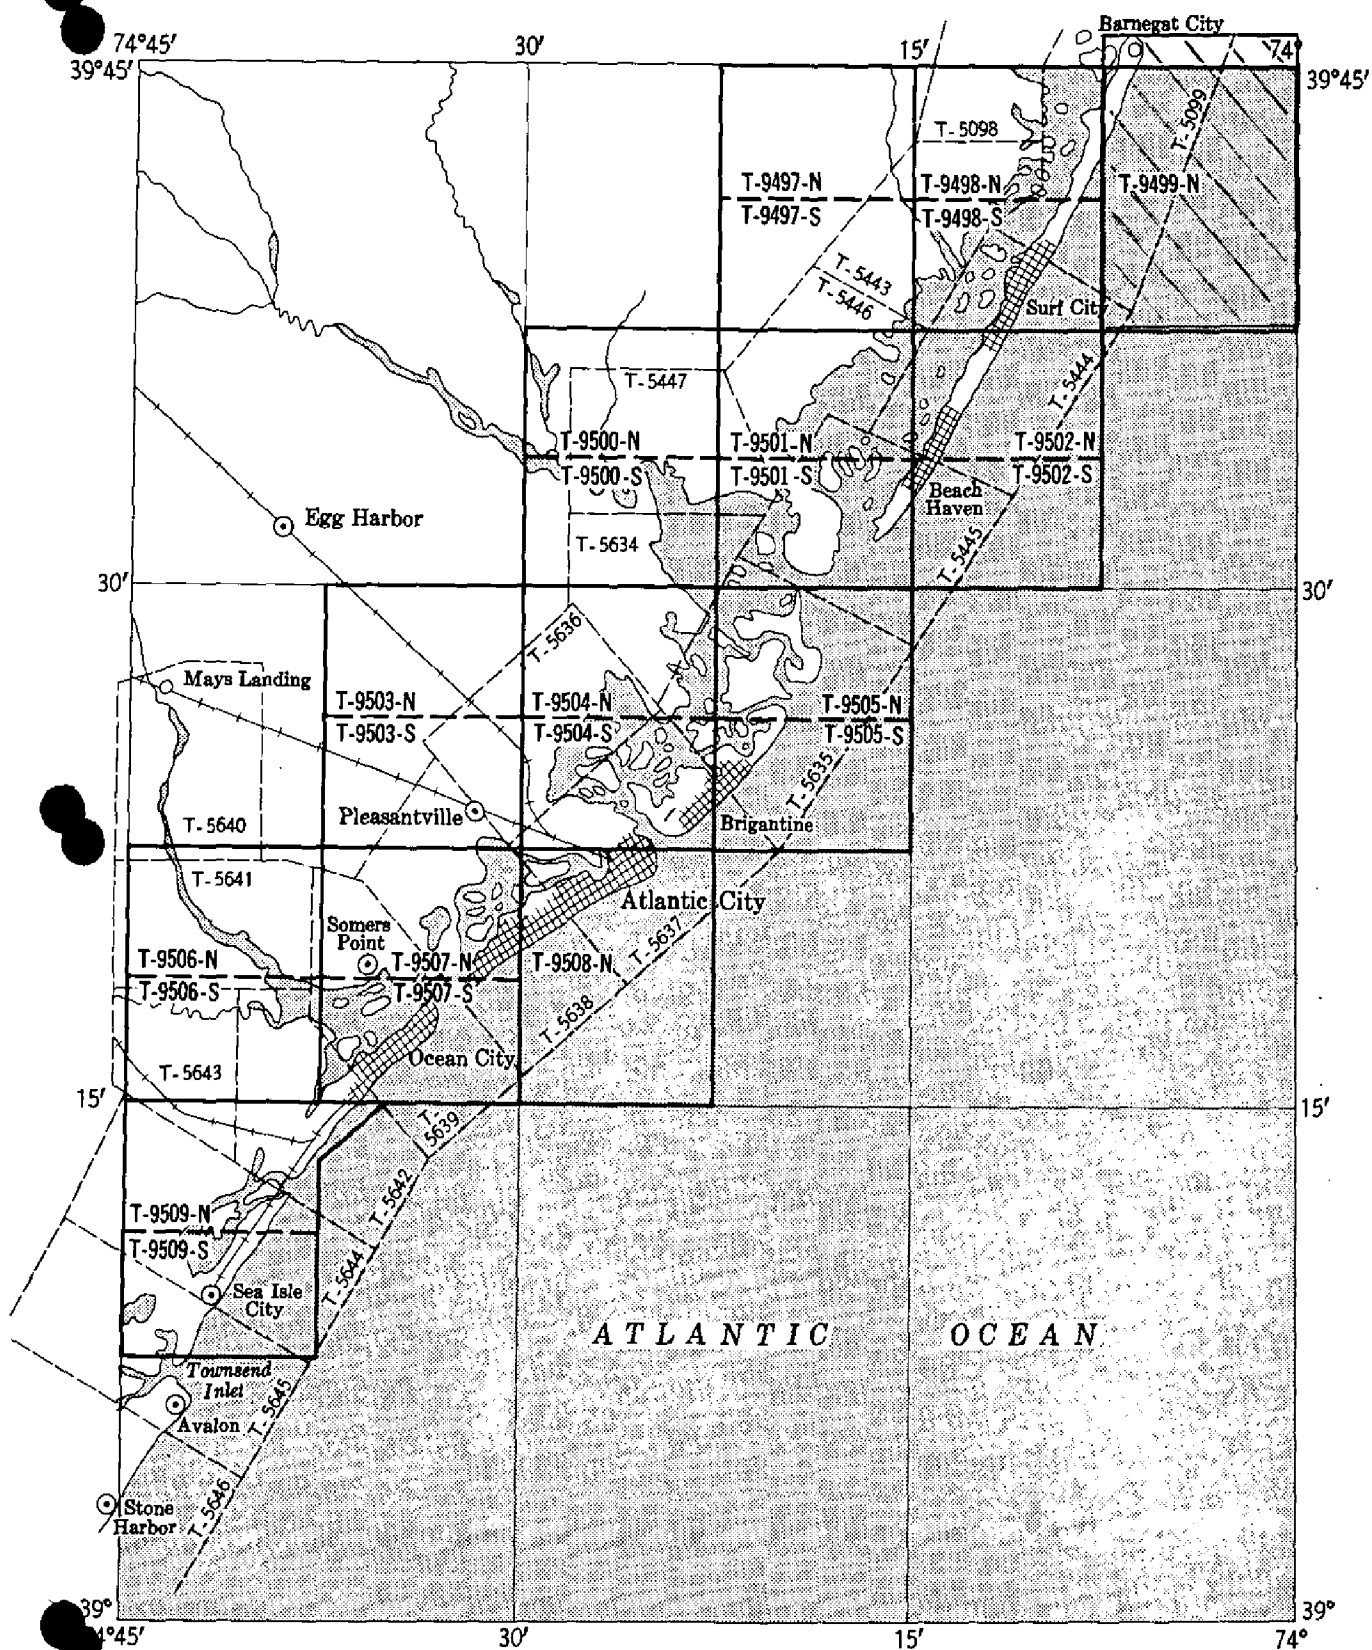 Barnegat City
74°45′
30′
15′
74°
39°45′
39°45′
T-5099
T-5098
T-9497-N
T-9498-N
T-9499-N
T-9497-S
T-9498-S
T-5443
T-5446
Surf City
T-5447
T-5444
T-9500-N
T-9501-N
T-9502-N
T-9500-S
T-9501-S
T-9502-S
Beach
Haven
Egg Harbor
T-5634
T-5445
30′
30′
T-5636
Mays Landing
T-9503-N
T-9504-N
T-9505-N
T-9503-S
T-9504-S
T-9505-S
T-5635
Pleasantville
Brigantine
T-5640
T-5641
Atlantic City
Somers
Point
T-5637
T-9506-N
T-9507-N
T-9508-N
T-9506-S
T-9507-S
T-5638
Ocean City
T-5643
15′
15′
T-
5639
T-5642
T-9509-N
T-9509-S
T-5644
Sea Isle
City
ATLANTIC OCEAN
Townsend
Inlet
T-5645
Avalon
T-5646
Stone
Harbor
39°
39°
4°45′
30′
15′
74°